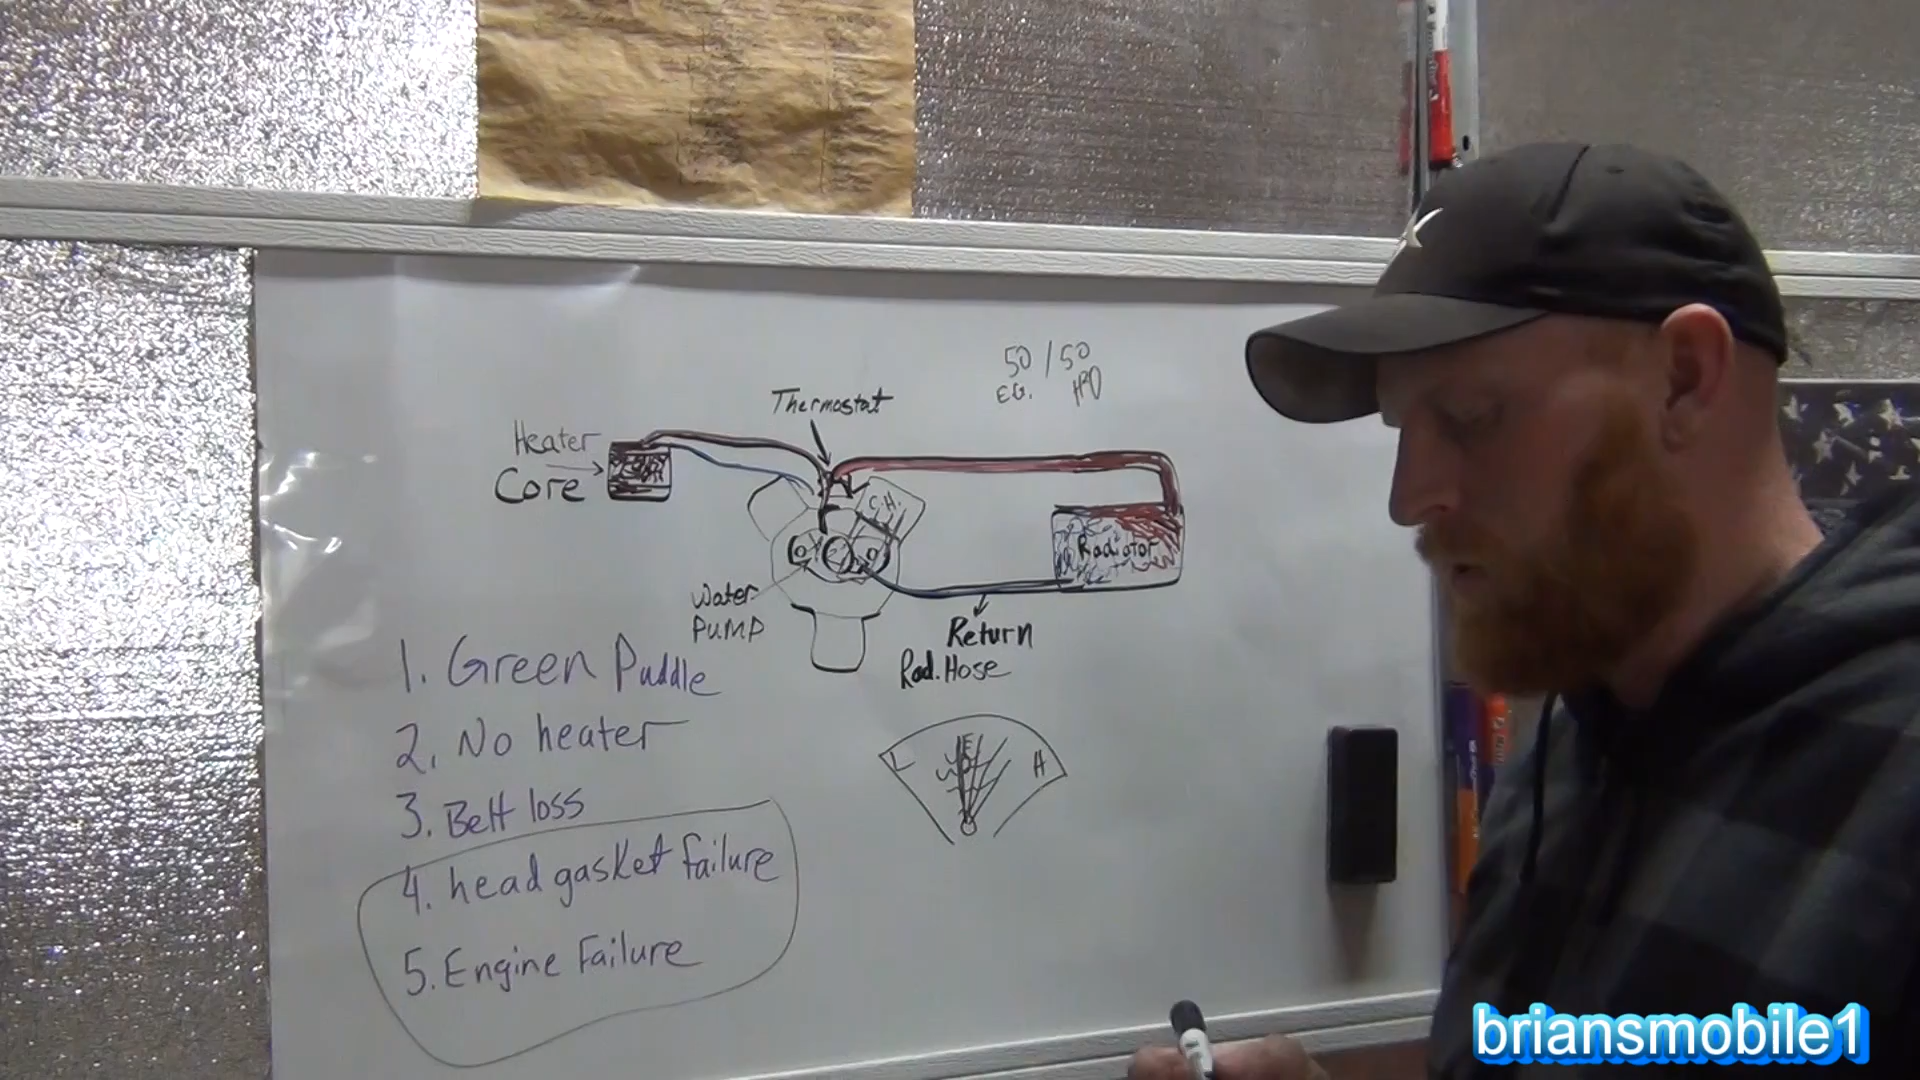 50 / 50
EG. H2O
Thermostat
Heater
Core
C.H.
Radiator
Water
PUMP
Return
Rad. Hose
1. Green Puddle
2. No heater
3. Belt loss
4. head gasket failure
5. Engine Failure
L
H
briansmobile1